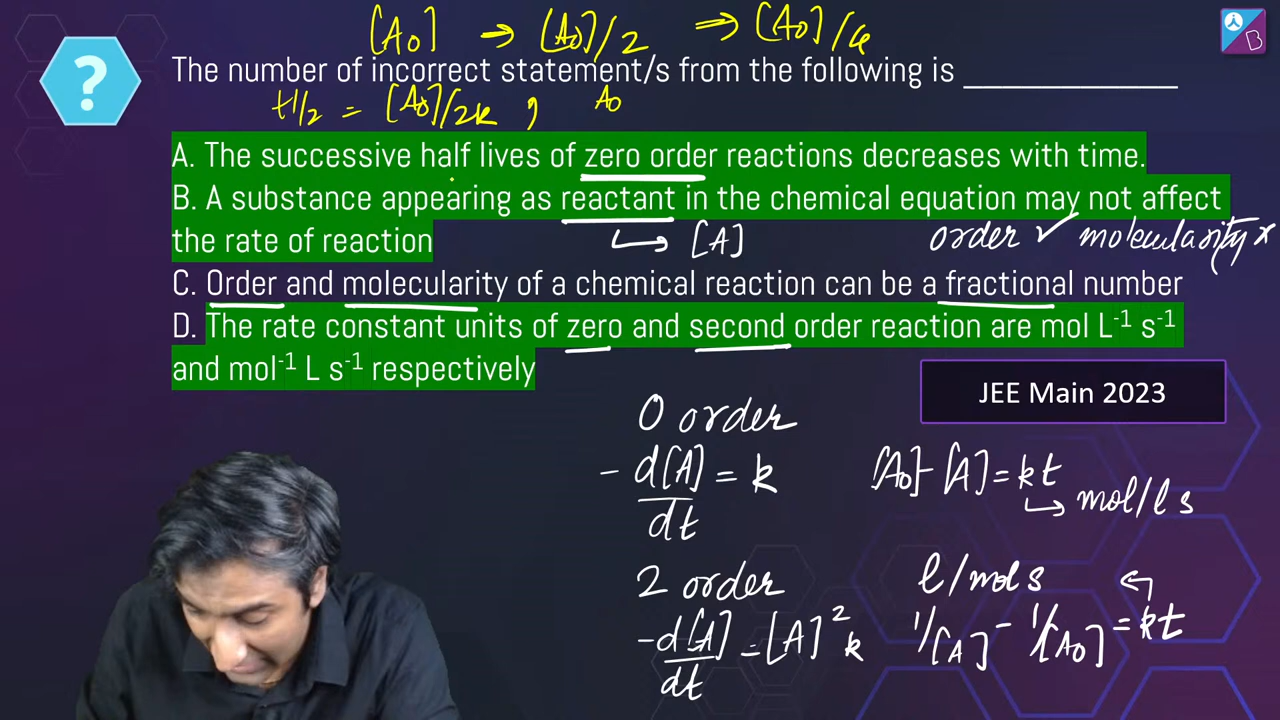 [A₀] → [A₀]/2 ⇒ [A₀]/4
?
The number of incorrect statement/s from the following is ______________
t1/2 = [A₀]/2k , A₀
A. The successive half lives of zero order reactions decreases with time.
B. A substance appearing as reactant in the chemical equation may not affect
the rate of reaction
↳ [A] order ✓ molecularity ×
C. Order and molecularity of a chemical reaction can be a fractional number
D. The rate constant units of zero and second order reaction are mol L⁻¹ s⁻¹
and mol⁻¹ L s⁻¹ respectively
JEE Main 2023
0 order
- d[A]/dt = k [A₀] - [A] = kt
↳ mol/l s
2 order l/mol s ↰
-d[A]/dt = [A]² k 1/[A] - 1/[A₀] = kt
B